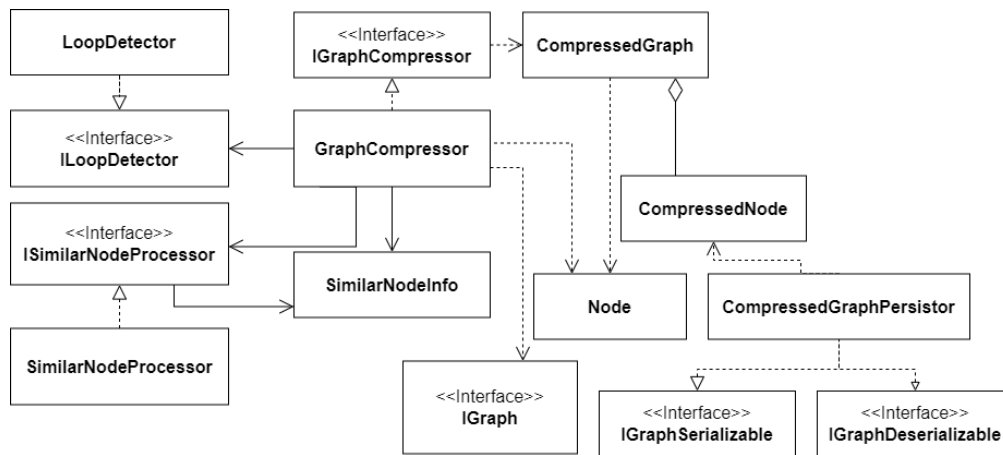 LoopDetector
<<Interface>>
IGraphCompressor
CompressedGraph
<<Interface>>
ILoopDetector
GraphCompressor
CompressedNode
<<Interface>>
ISimilarNodeProcessor
SimilarNodeInfo
Node
CompressedGraphPersistor
SimilarNodeProcessor
<<Interface>>
IGraph
<<Interface>>
IGraphSerializable
<<Interface>>
IGraphDeserializable